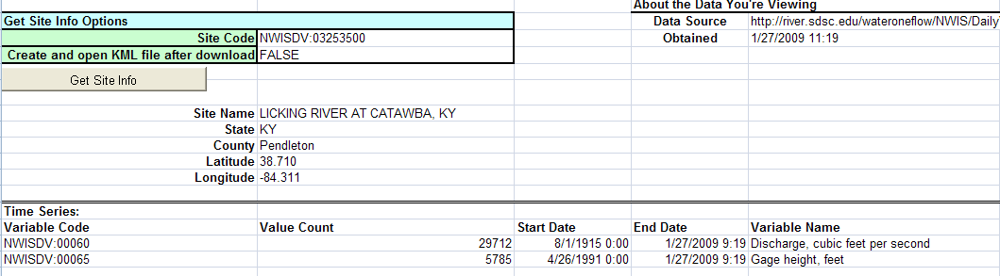 About the Data You're Viewing
Get Site Info Options
Data Source http://river.sdsc.edu/wateroneflow/NWIS/Daily
Site Code NWISDV:03253500
Obtained 1/27/2009 11:19
Create and open KML file after download FALSE
Get Site Info
Site Name LICKING RIVER AT CATAWBA, KY
State KY
County Pendleton
Latitude 38.710
Longitude -84.311
Time Series:
Variable Code Value Count Start Date End Date Variable Name
NWISDV:00060 29712 8/1/1915 0:00 1/27/2009 9:19 Discharge, cubic feet per second
NWISDV:00065 5785 4/26/1991 0:00 1/27/2009 9:19 Gage height, feet